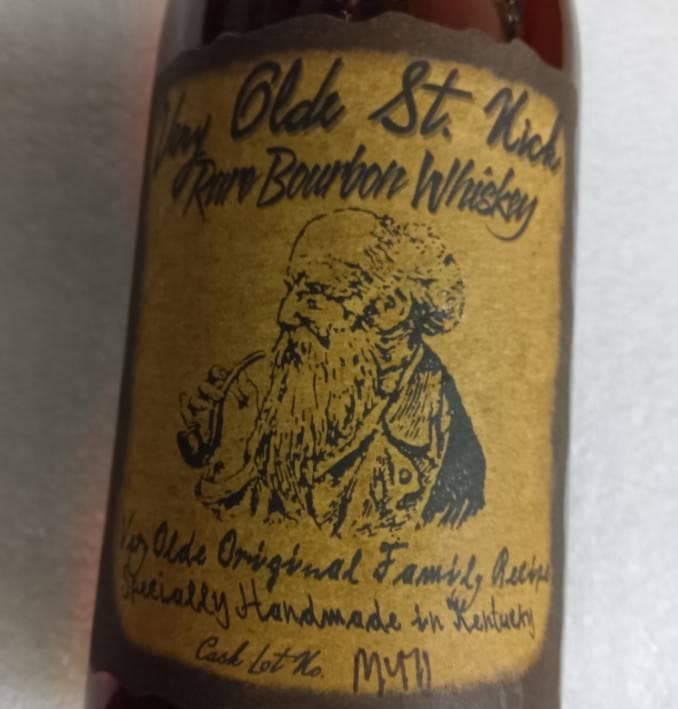 Very Olde St. Nick
Rare Bourbon Whiskey
Very Olde Original Family Recipe
Specially Handmade in Kentucky
Cask Lot No.